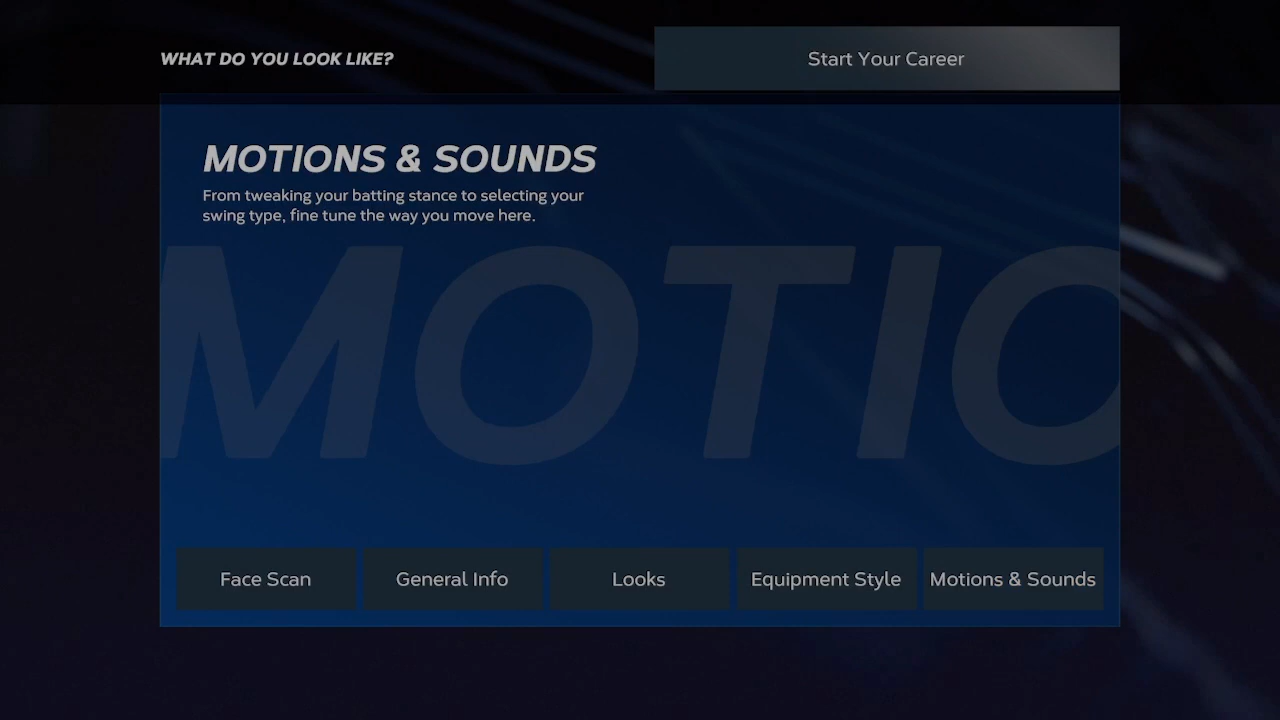 WHAT DO YOU LOOK LIKE?
Start Your Career
MOTIONS & SOUNDS
From tweaking your batting stance to selecting your
swing type, fine tune the way you move here.
MOTIO
Face Scan
General Info
Looks
Equipment Style
Motions & Sounds